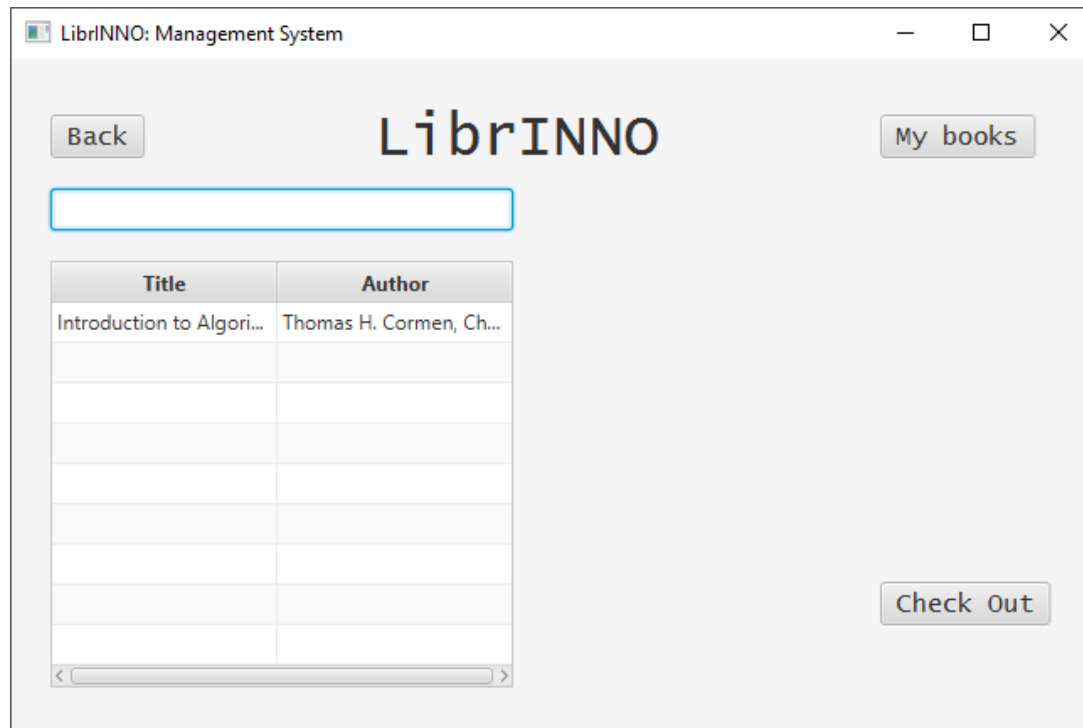 LibrINNO: Management System
Back
LibrINNO
My books
Title Author
Introduction to Algori... Thomas H. Cormen, Ch...
Check Out